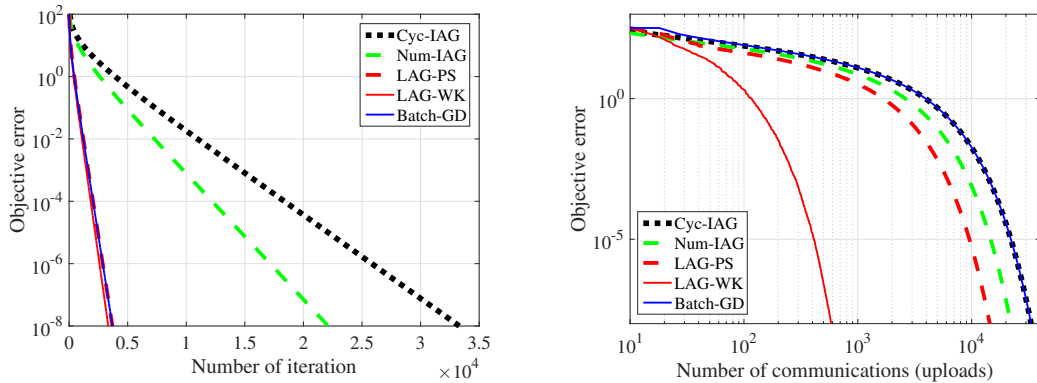 10^2
10^0
10^-2
10^-4
10^-6
10^-8
Objective error
Cyc-IAG
Num-IAG
LAG-PS
LAG-WK
Batch-GD
0 0.5 1 1.5 2 2.5 3 3.5
Number of iteration
×10^4
10^0
10^-5
Objective error
Cyc-IAG
Num-IAG
LAG-PS
LAG-WK
Batch-GD
10^1 10^2 10^3 10^4
Number of communications (uploads)